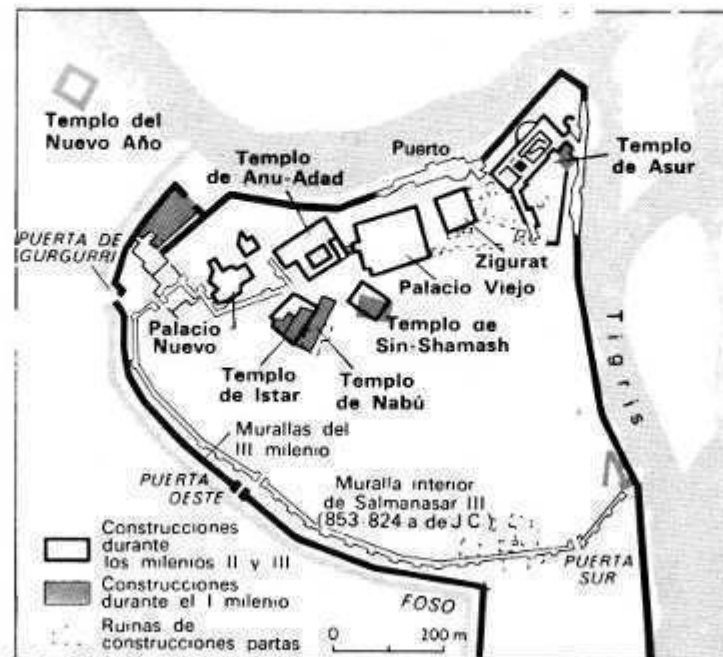 Templo del
Nuevo Año
Templo
de Anu-Adad
Puerto
Templo
de Asur
PUERTA DE
GURGURRI
Zigurat
Palacio Viejo
Palacio
Nuevo
Templo de
Sin-Shamash
Templo
de Istar
Templo
de Nabû
Tigris
Murallas del
III milenio
PUERTA
OESTE
Muralla interior
de Salmanasar III
(853-824 a de J C)
PUERTA
SUR
FOSO
Construcciones
durante
los milenios II y III
Construcciones
durante el I milenio
Ruinas de
construcciones partas
0 200 m